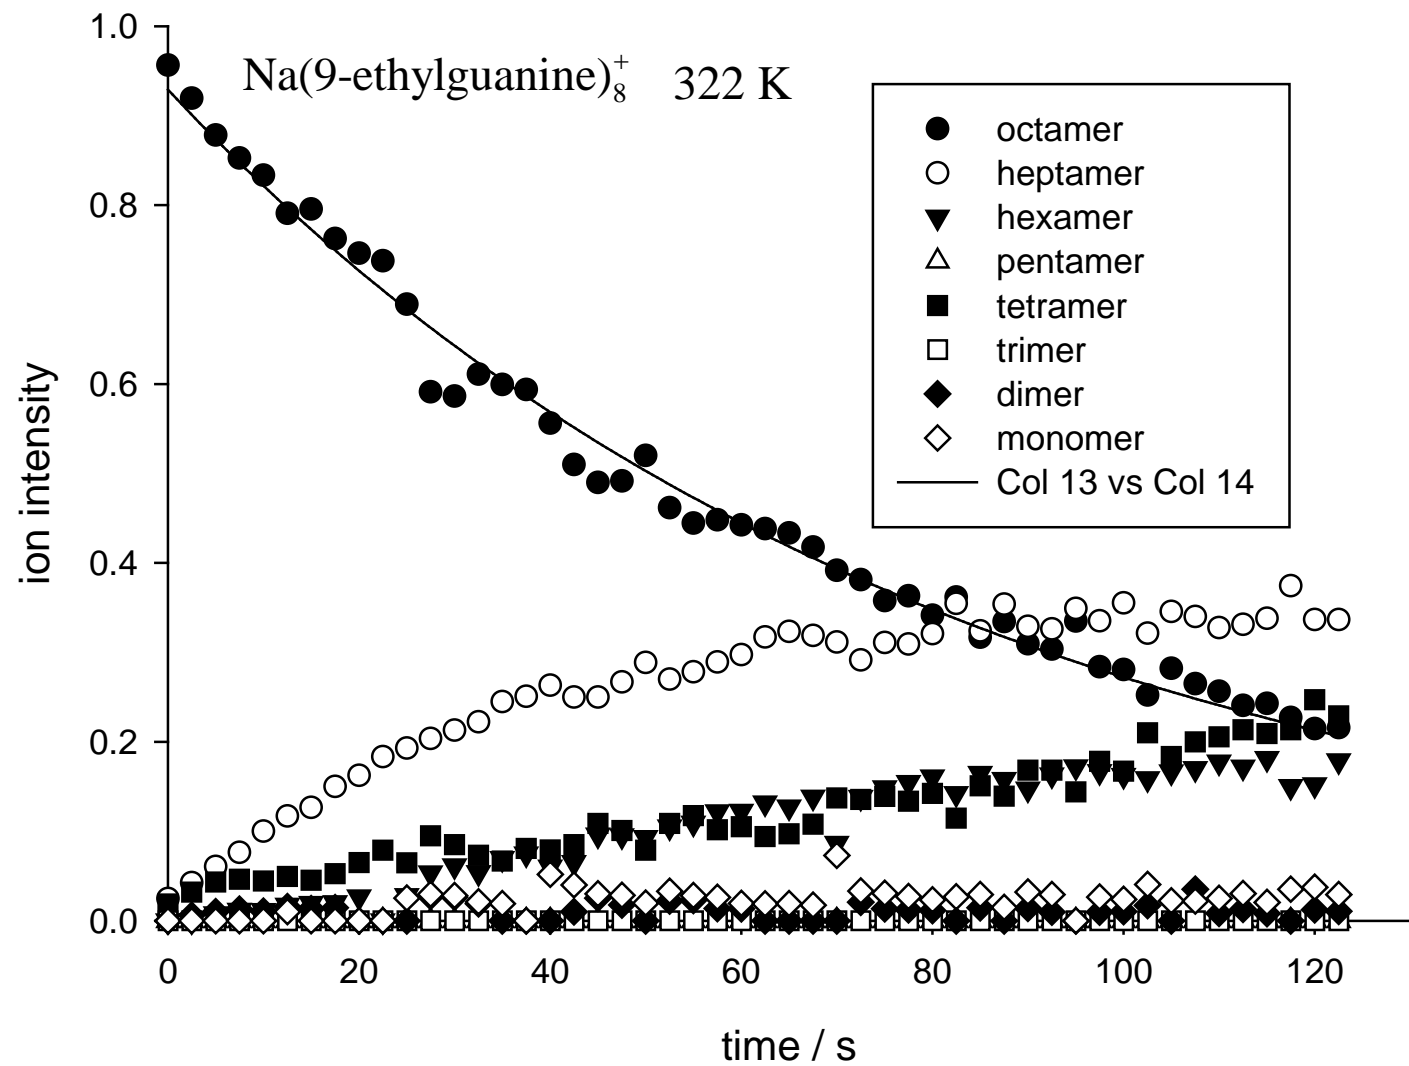 1.0
Na(9-ethylguanine)₈⁺ 322 K
octamer
heptamer
hexamer
pentamer
tetramer
trimer
dimer
monomer
Col 13 vs Col 14
0.8
0.6
0.4
0.2
0.0
ion intensity
0 20 40 60 80 100 120
time / s